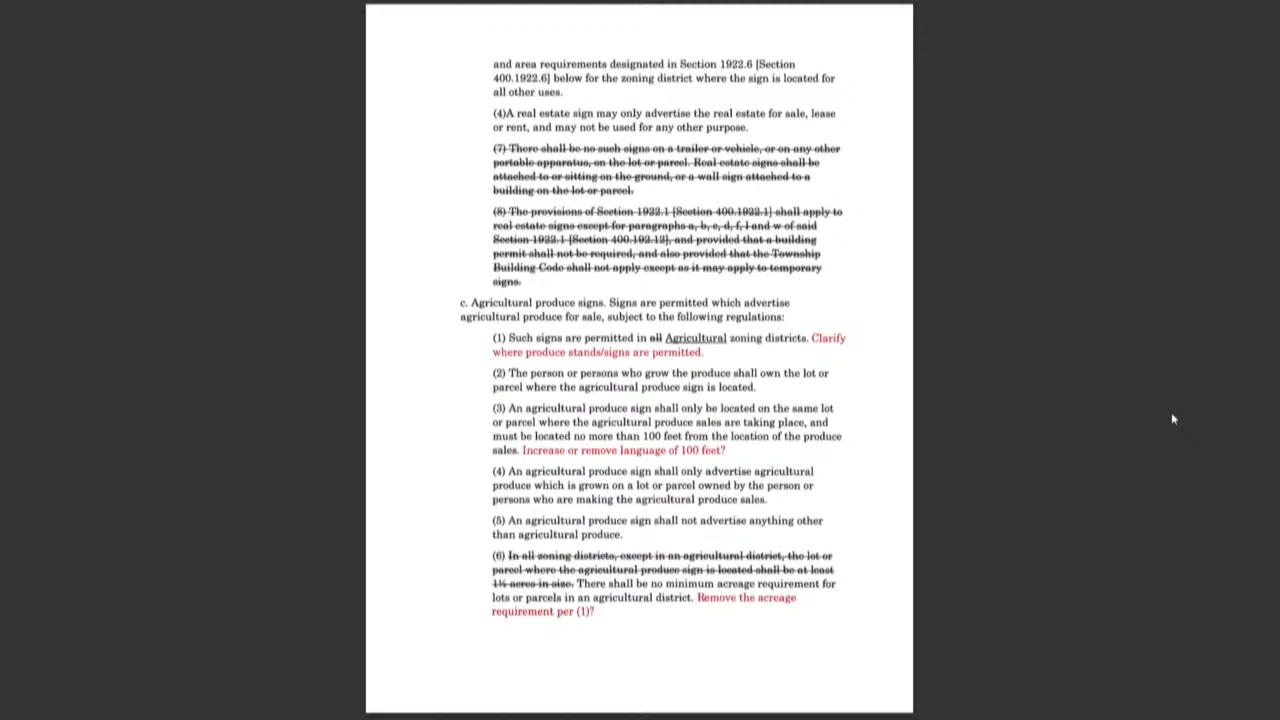 and area requirements designated in Section 1922.6 [Section
400.1922.6] below for the zoning district where the sign is located for
all other uses.
(4)A real estate sign may only advertise the real estate for sale, lease
or rent, and may not be used for any other purpose.
(7) There shall be no such signs on a trailer or vehicle, or on any other
portable apparatus, on the lot or parcel. Real estate signs shall be
attached to or sitting on the ground, or a wall sign attached to a
building on the lot or parcel.
(8) The provisions of Section 1922.1 [Section 400.1922.1] shall apply to
real estate signs except for paragraphs a, b, c, d, f, l and w of said
Section 1922.1 [Section 400.192.12], and provided that a building
permit shall not be required, and also provided that the Township
Building Code shall not apply except as it may apply to temporary
signs.
c. Agricultural produce signs. Signs are permitted which advertise
agricultural produce for sale, subject to the following regulations:
(1) Such signs are permitted in all Agricultural zoning districts. Clarify
where produce stands/signs are permitted.
(2) The person or persons who grow the produce shall own the lot or
parcel where the agricultural produce sign is located.
(3) An agricultural produce sign shall only be located on the same lot
or parcel where the agricultural produce sales are taking place, and
must be located no more than 100 feet from the location of the produce
sales. Increase or remove language of 100 feet?
(4) An agricultural produce sign shall only advertise agricultural
produce which is grown on a lot or parcel owned by the person or
persons who are making the agricultural produce sales.
(5) An agricultural produce sign shall not advertise anything other
than agricultural produce.
(6) In all zoning districts, except in an agricultural district, the lot or
parcel where the agricultural produce sign is located shall be at least
1½ acres in size. There shall be no minimum acreage requirement for
lots or parcels in an agricultural district. Remove the acreage
requirement per (1)?